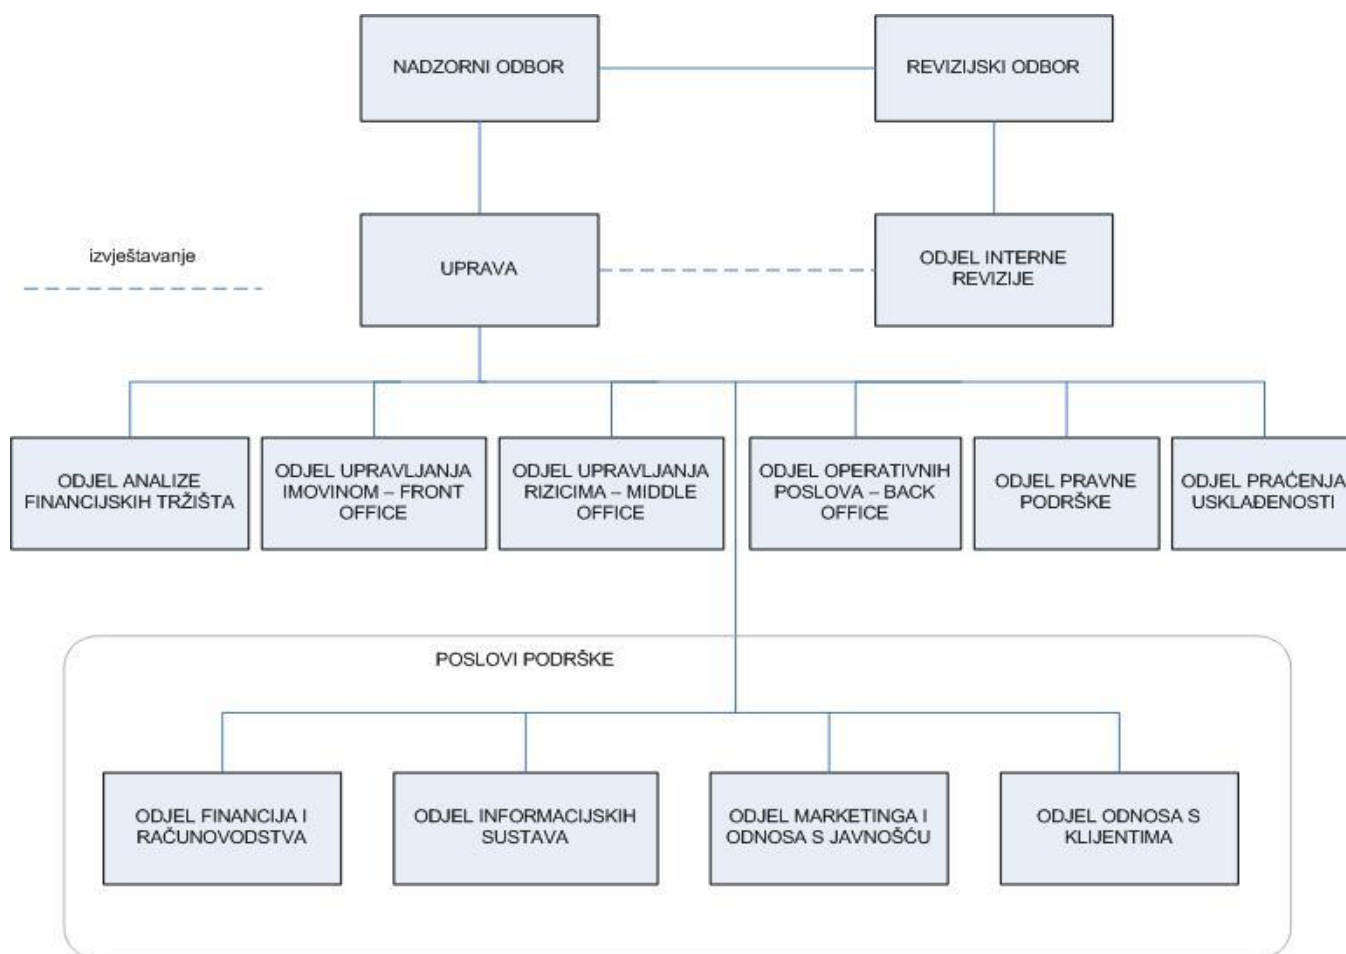 NADZORNI ODBOR
REVIZIJSKI ODBOR
izvještavanje
UPRAVA
ODJEL INTERNE
REVIZIJE
ODJEL ANALIZE
FINANCIJSKIH TRŽIŠTA
ODJEL UPRAVLJANJA
IMOVINOM – FRONT
OFFICE
ODJEL UPRAVLJANJA
RIZICIMA – MIDDLE
OFFICE
ODJEL OPERATIVNIH
POSLOVA – BACK
OFFICE
ODJEL PRAVNE
PODRŠKE
ODJEL PRAĆENJA
USKLAĐENOSTI
POSLOVI PODRŠKE
ODJEL FINANCIJA I
RAČUNOVODSTVA
ODJEL INFORMACIJSKIH
SUSTAVA
ODJEL MARKETINGA I
ODNOSA S JAVNOŠĆU
ODJEL ODNOSA S
KLIJENTIMA